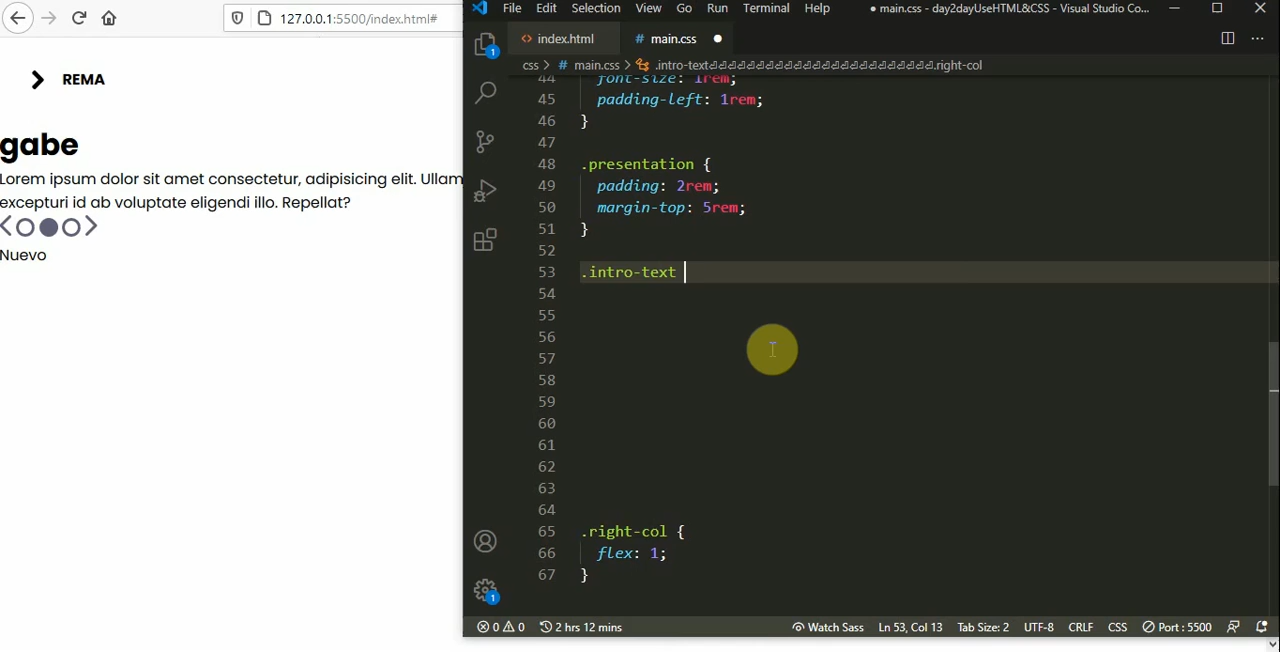 127.0.0.1:5500/index.html#
REMA
gabe
Lorem ipsum dolor sit amet consectetur, adipisicing elit. Ullam
excepturi id ab voluptate eligendi illo. Repellat?
Nuevo
File Edit Selection View Go Run Terminal Help
● main.css - day2dayUseHTML&CSS - Visual Studio Co...
index.html
# main.css
css > # main.css > .intro-text⏎⏎⏎⏎⏎⏎⏎⏎⏎⏎⏎⏎⏎⏎⏎⏎⏎⏎⏎⏎⏎⏎⏎⏎.right-col
44 font-size: 1rem;
45 padding-left: 1rem;
46 }
47
48 .presentation {
49 padding: 2rem;
50 margin-top: 5rem;
51 }
52
53 .intro-text
54
55
56
57
58
59
60
61
62
63
64
65 .right-col {
66 flex: 1;
67 }
1
1
0 0 2 hrs 12 mins
Watch Sass Ln 53, Col 13 Tab Size: 2 UTF-8 CRLF CSS Port : 5500